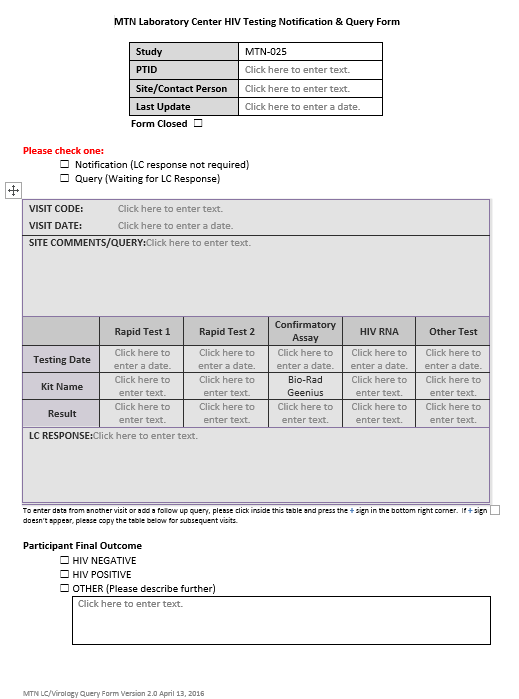 MTN Laboratory Center HIV Testing Notification & Query Form
Study MTN-025
PTID Click here to enter text.
Site/Contact Person Click here to enter text.
Last Update Click here to enter a date.
Form Closed ☐
Please check one:
☐ Notification (LC response not required)
☐ Query (Waiting for LC Response)
VISIT CODE: Click here to enter text.
VISIT DATE: Click here to enter a date.
SITE COMMENTS/QUERY:Click here to enter text.
Rapid Test 1 Rapid Test 2 Confirmatory Assay HIV RNA Other Test
Testing Date Click here to enter a date. Click here to enter a date. Click here to enter a date. Click here to enter a date. Click here to enter a date.
Kit Name Click here to enter text. Click here to enter text. Bio-Rad Geenius Click here to enter text. Click here to enter text.
Result Click here to enter text. Click here to enter text. Click here to enter text. Click here to enter text. Click here to enter text.
LC RESPONSE:Click here to enter text.
To enter data from another visit or add a follow up query, please click inside this table and press the + sign in the bottom right corner. If + sign
doesn't appear, please copy the table below for subsequent visits.
Participant Final Outcome
☐ HIV NEGATIVE
☐ HIV POSITIVE
☐ OTHER (Please describe further)
Click here to enter text.
MTN LC/Virology Query Form Version 2.0 April 13, 2016